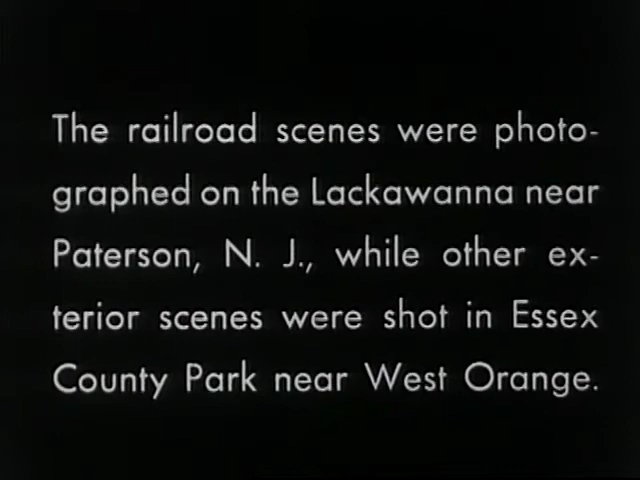 The railroad scenes were photo-
graphed on the Lackawanna near
Paterson, N. J., while other ex-
terior scenes were shot in Essex
County Park near West Orange.